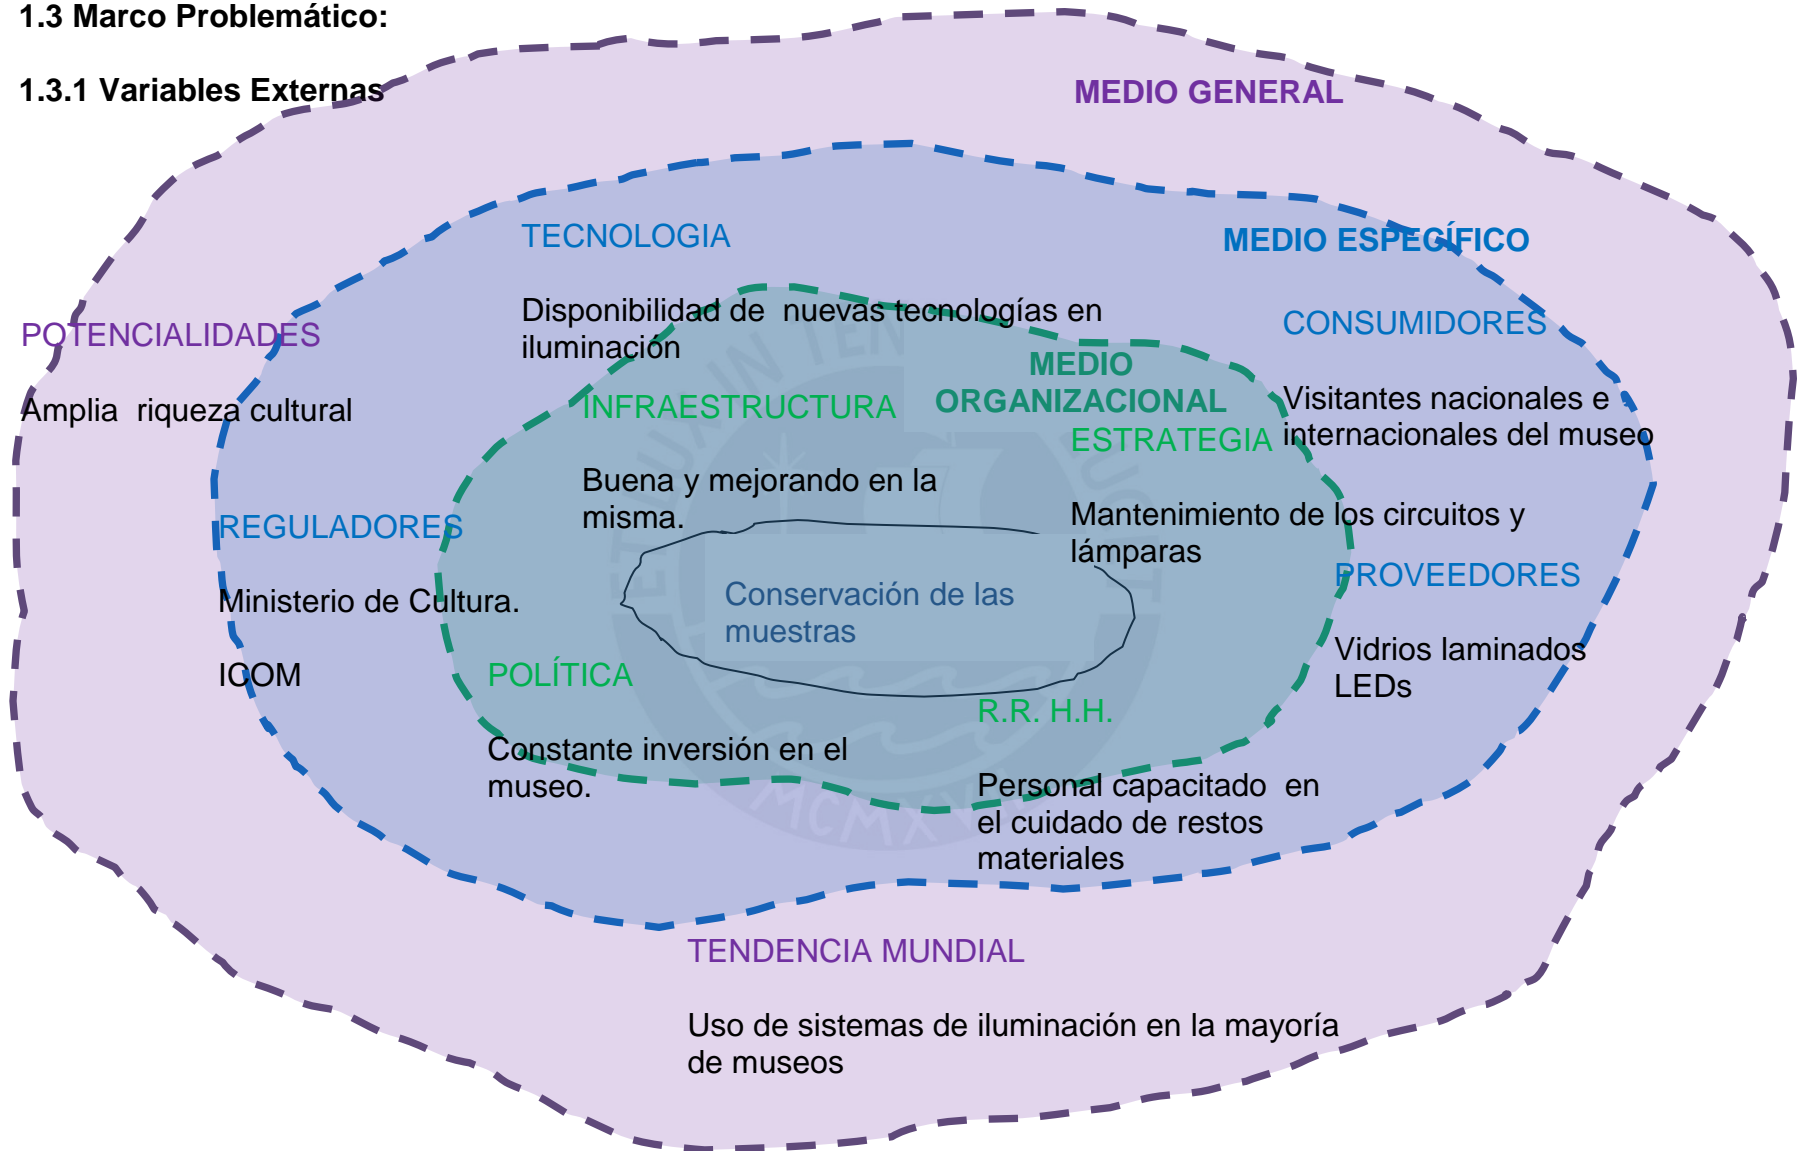 1.3 Marco Problemático:
1.3.1 Variables Externas
MEDIO GENERAL
TECNOLOGIA
MEDIO ESPECÍFICO
Disponibilidad de nuevas tecnologías en
iluminación
CONSUMIDORES
POTENCIALIDADES
MEDIO
ORGANIZACIONAL
INFRAESTRUCTURA
Visitantes nacionales e
internacionales del museo
Amplia riqueza cultural
ESTRATEGIA
Buena y mejorando en la
misma.
Mantenimiento de los circuitos y
lámparas
REGULADORES
PROVEEDORES
Ministerio de Cultura.
Conservación de las
muestras
Vidrios laminados
LEDs
ICOM
POLÍTICA
R.R. H.H.
Constante inversión en el
museo.
Personal capacitado en
el cuidado de restos
materiales
TENDENCIA MUNDIAL
Uso de sistemas de iluminación en la mayoría
de museos